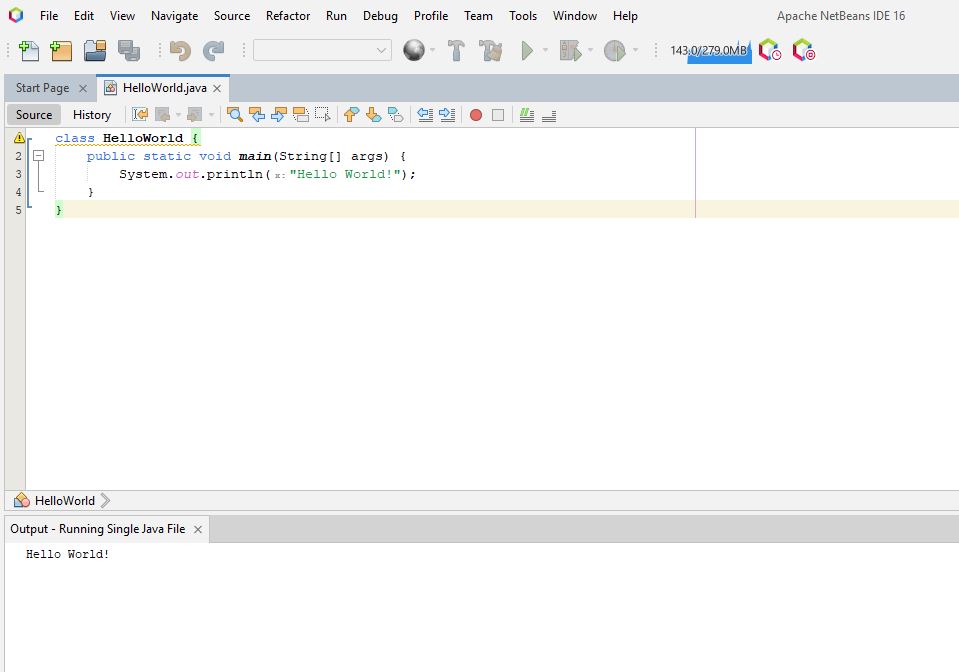 File Edit View Navigate Source Refactor Run Debug Profile Team Tools Window Help Apache NetBeans IDE 16
143.0/279.0MB
Start Page HelloWorld.java
Source History
class HelloWorld {
2 public static void main(String[] args) {
3 System.out.println( x: "Hello World!");
4 }
5 }
HelloWorld
Output - Running Single Java File
Hello World!